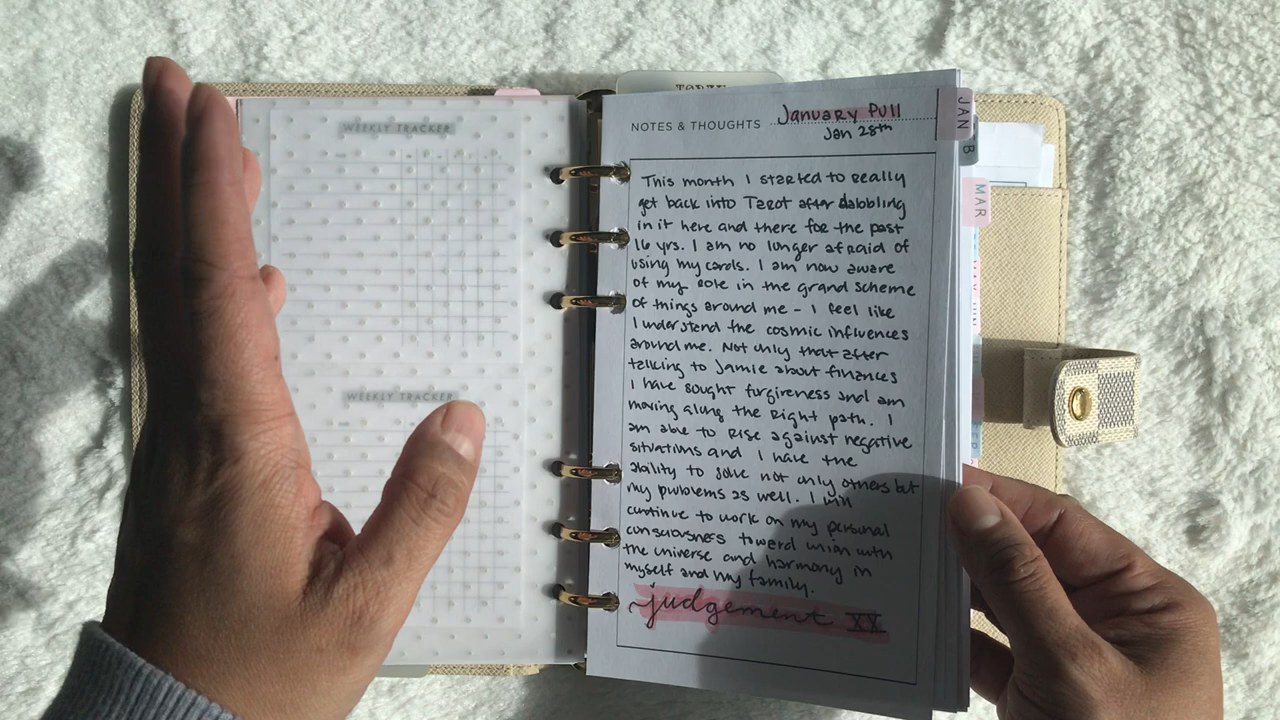 TODAY
WEEKLY TRACKER
WEEKLY TRACKER
NOTES & THOUGHTS
January Pull
Jan 28th
JAN
B
MAR
This month I started to really
get back into Tarot after dabbling
in it here and there for the past
16 yrs. I am no longer afraid of
using my cards. I am now aware
of my role in the grand scheme
of things around me - I feel like
I understand the cosmic influences
around me. Not only that after
talking to Jamie about finances
I have sought forgiveness and am
moving along the Right path. I
am able to Rise against negative
situations and I have the
ability to solve not only others but
my problems as well. I will
continue to work on my personal
consciousness toward union with
the universe and harmony in
myself and my family.
~judgement XX